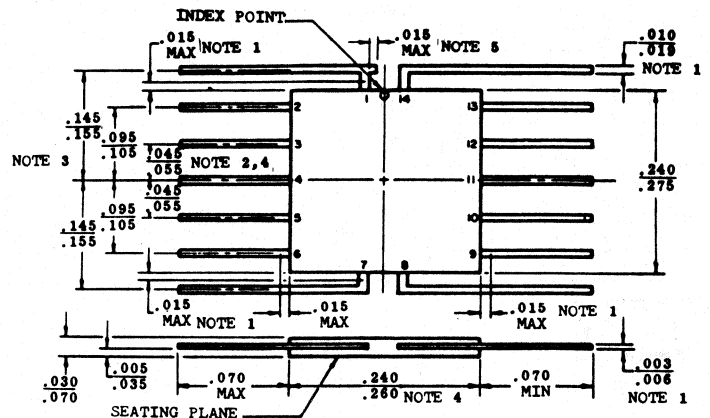 INDEX POINT
.015
MAX NOTE 1
.015
MAX NOTE 5
.010
.019
NOTE 1
1 14
2 13
.145
.155
.095
.105
3 12
NOTE 3
.045
.055
NOTE 2,4
4 11
.240
.275
.045
.055
.095
.105
5 10
.145
.155
6 9
7 8
.015
MAX NOTE 1
.015
MAX
.015
MAX
NOTE 1
.030
.070
.005
.035
.070
MAX
.240
.260 NOTE 4
.070
MIN
.003
.006
NOTE 1
SEATING PLANE